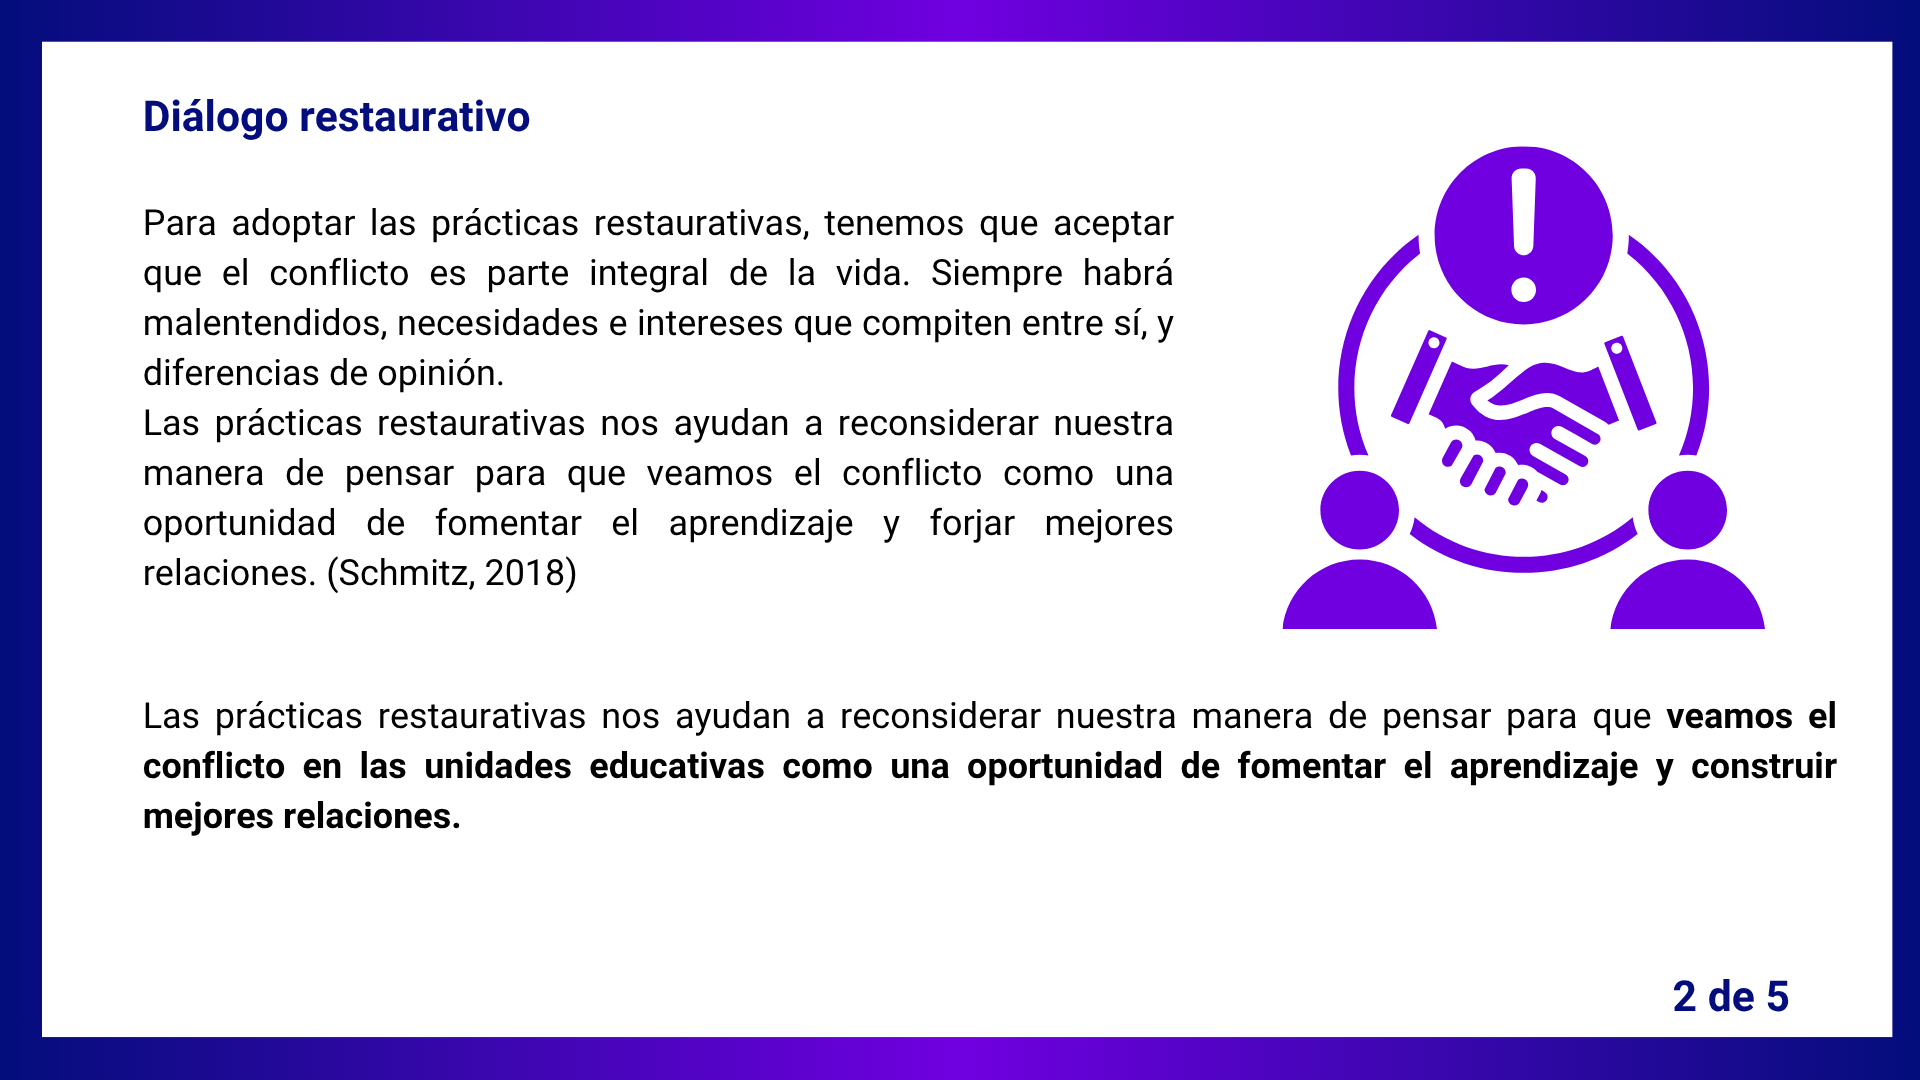 Diálogo restaurativo
Para adoptar las prácticas restaurativas, tenemos que aceptar
que el conflicto es parte integral de la vida. Siempre habrá
malentendidos, necesidades e intereses que compiten entre sí, y
diferencias de opinión.
Las prácticas restaurativas nos ayudan a reconsiderar nuestra
manera de pensar para que veamos el conflicto como una
oportunidad de fomentar el aprendizaje y forjar mejores
relaciones. (Schmitz, 2018)
Las prácticas restaurativas nos ayudan a reconsiderar nuestra manera de pensar para que veamos el
conflicto en las unidades educativas como una oportunidad de fomentar el aprendizaje y construir
mejores relaciones.
2 de 5